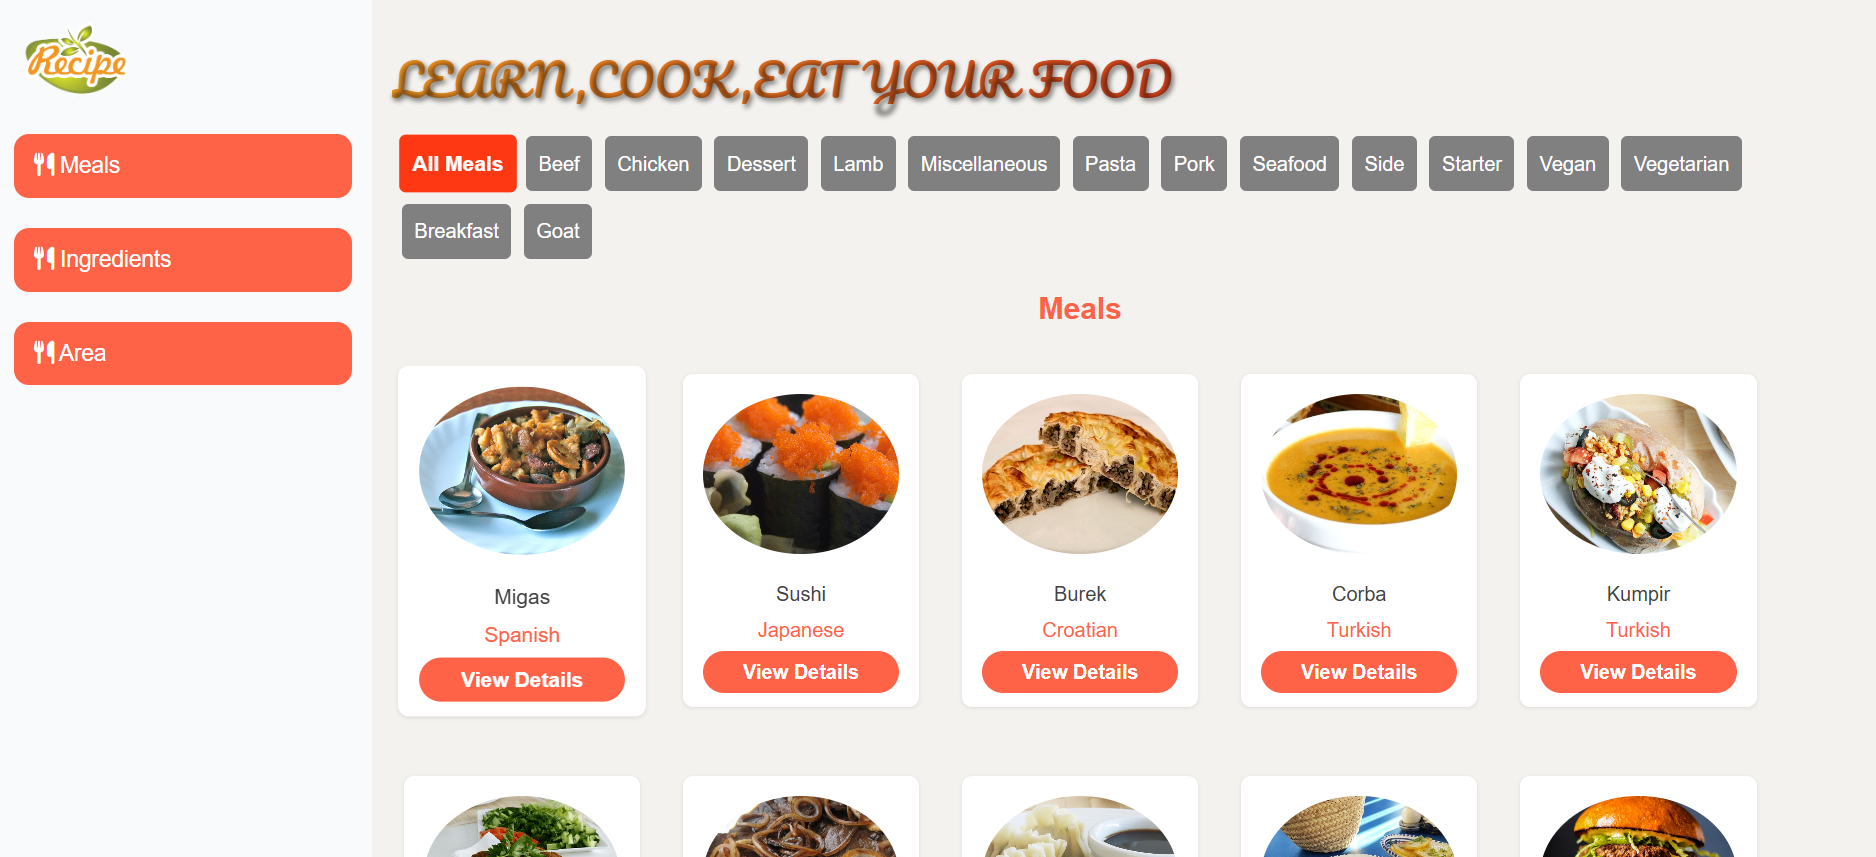 Recipe
Meals
Ingredients
Area
LEARN,COOK,EAT YOUR FOOD
All Meals Beef Chicken Dessert Lamb Miscellaneous Pasta Pork Seafood Side Starter Vegan Vegetarian
Breakfast Goat
Meals
Migas
Spanish
View Details
Sushi
Japanese
View Details
Burek
Croatian
View Details
Corba
Turkish
View Details
Kumpir
Turkish
View Details